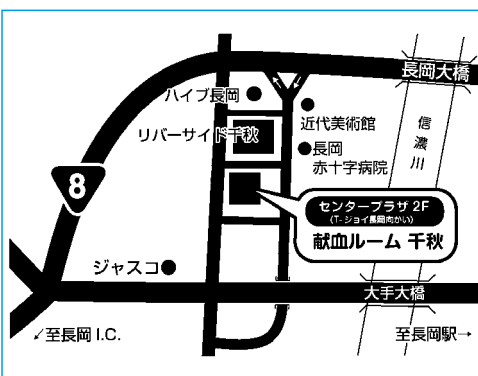 長岡大橋
ハイブ長岡
近代美術館
信濃川
リバーサイド千秋
長岡
赤十字病院
8
センタープラザ 2F
(T-ジョイ長岡向かい)
献血ルーム 千秋
ジャスコ
大手大橋
↙至長岡 I.C.
至長岡駅→